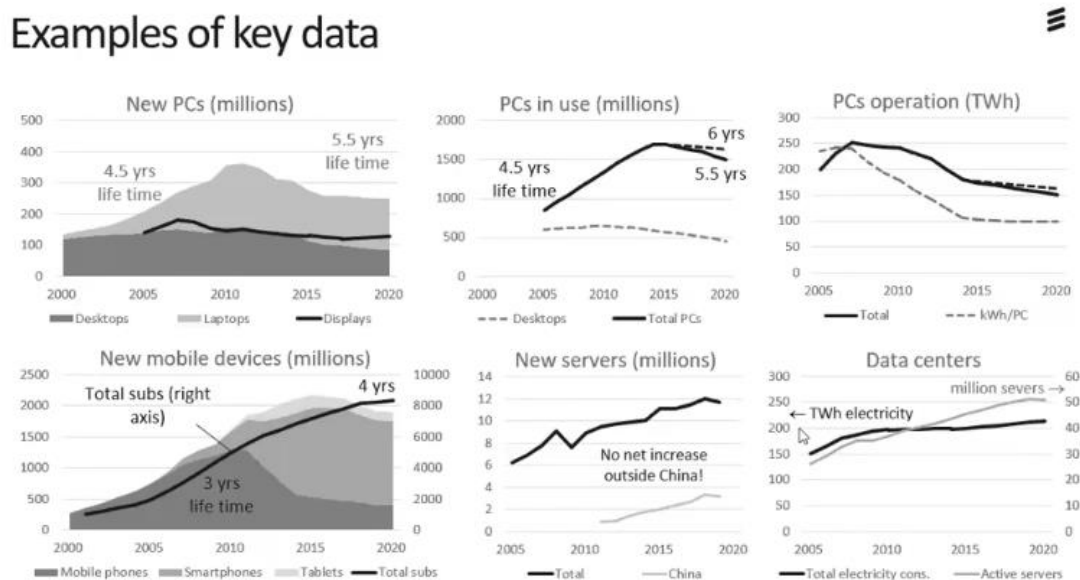 Examples of key data
New PCs (millions)
500
400
300
200
100
0
4.5 yrs
life time
5.5 yrs
life time
2000 2005 2010 2015 2020
Desktops Laptops Displays
PCs in use (millions)
2000
1500
1000
500
0
4.5 yrs
life time
6 yrs
5.5 yrs
2000 2005 2010 2015 2020
Desktops Total PCs
PCs operation (TWh)
300
250
200
150
100
50
0
2005 2010 2015 2020
Total kWh/PC
New mobile devices (millions)
2500
2000
1500
1000
500
0
Total subs (right
axis)
4 yrs
3 yrs
life time
10000
8000
6000
4000
2000
0
2000 2005 2010 2015 2020
Mobile phones Smartphones Tablets Total subs
New servers (millions)
14
12
10
8
6
4
2
0
No net increase
outside China!
2005 2010 2015 2020
Total China
Data centers
300
250
200
150
100
50
0
million severs →
← TWh electricity
60
50
40
30
20
10
0
2005 2010 2015 2020
Total electricity cons. Active servers